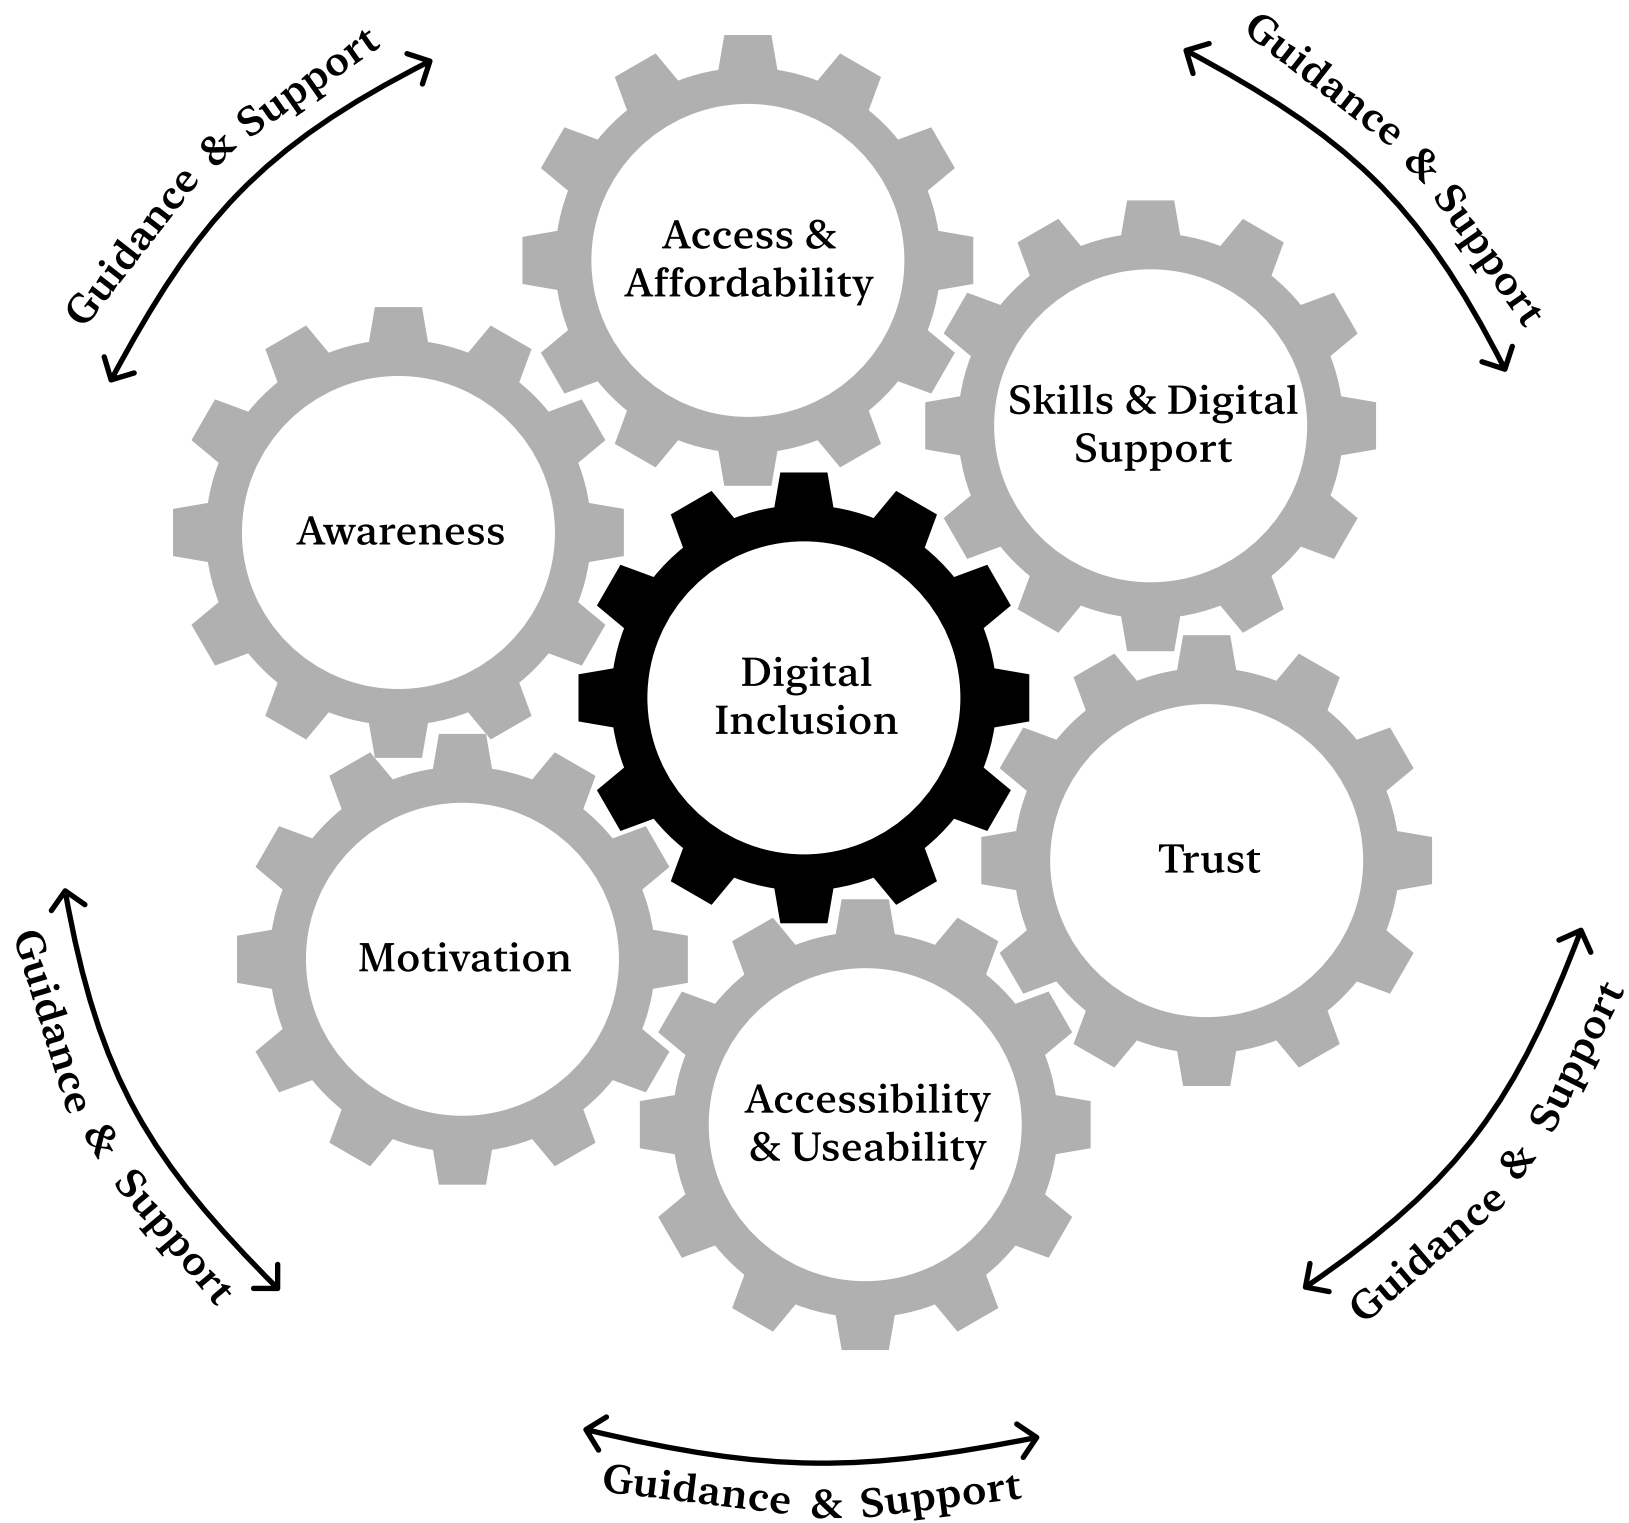 Guidance & Support
Guidance & Support
Access &
Affordability
Skills & Digital
Support
Awareness
Digital
Inclusion
Trust
Motivation
Accessibility
& Useability
Guidance & Support
Guidance & Support
Guidance & Support